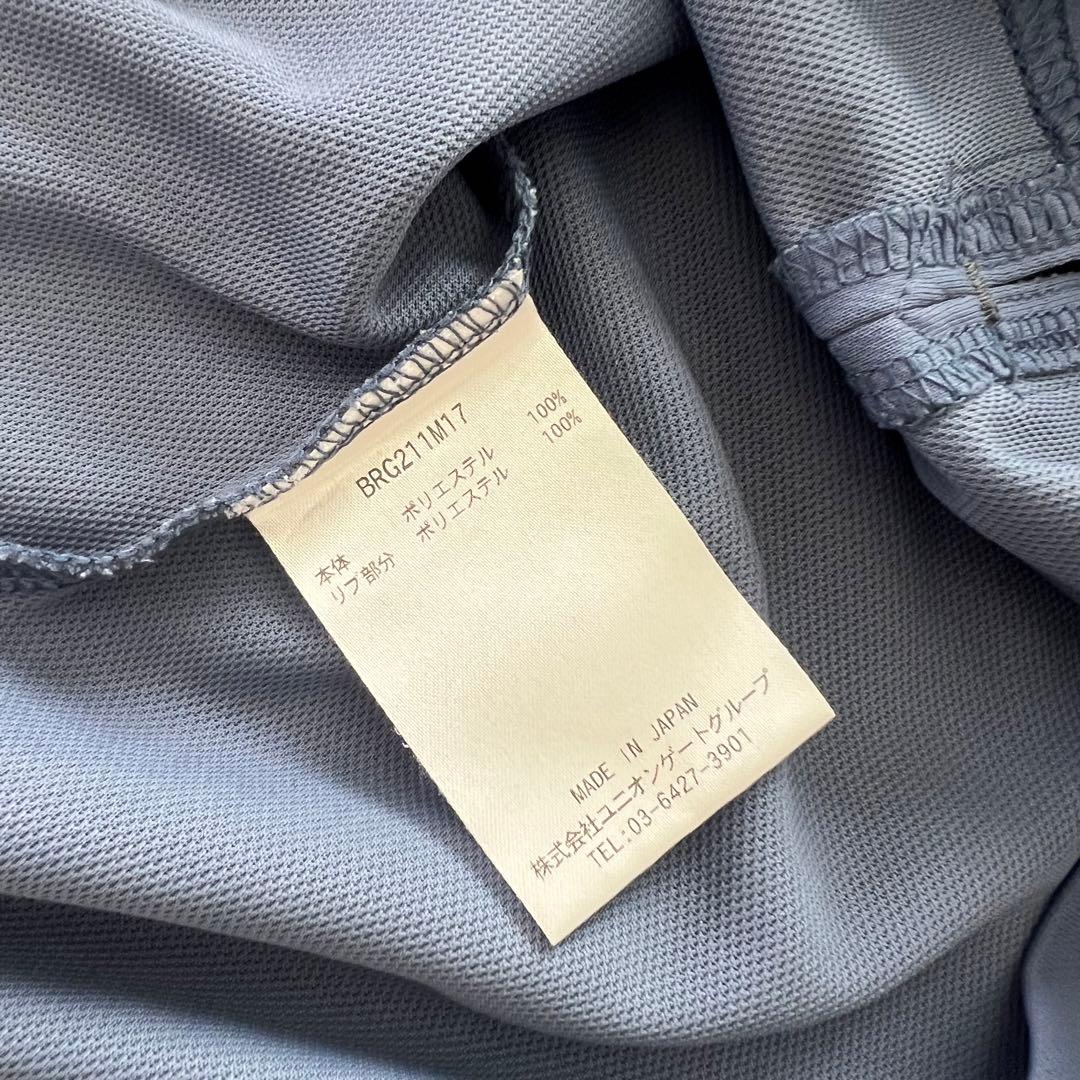 BRG211M17
本体 ポリエステル 100%
リブ部分 ポリエステル 100%
MADE IN JAPAN
株式会社ユニオンゲートグループ
TEL:03-6427-3901